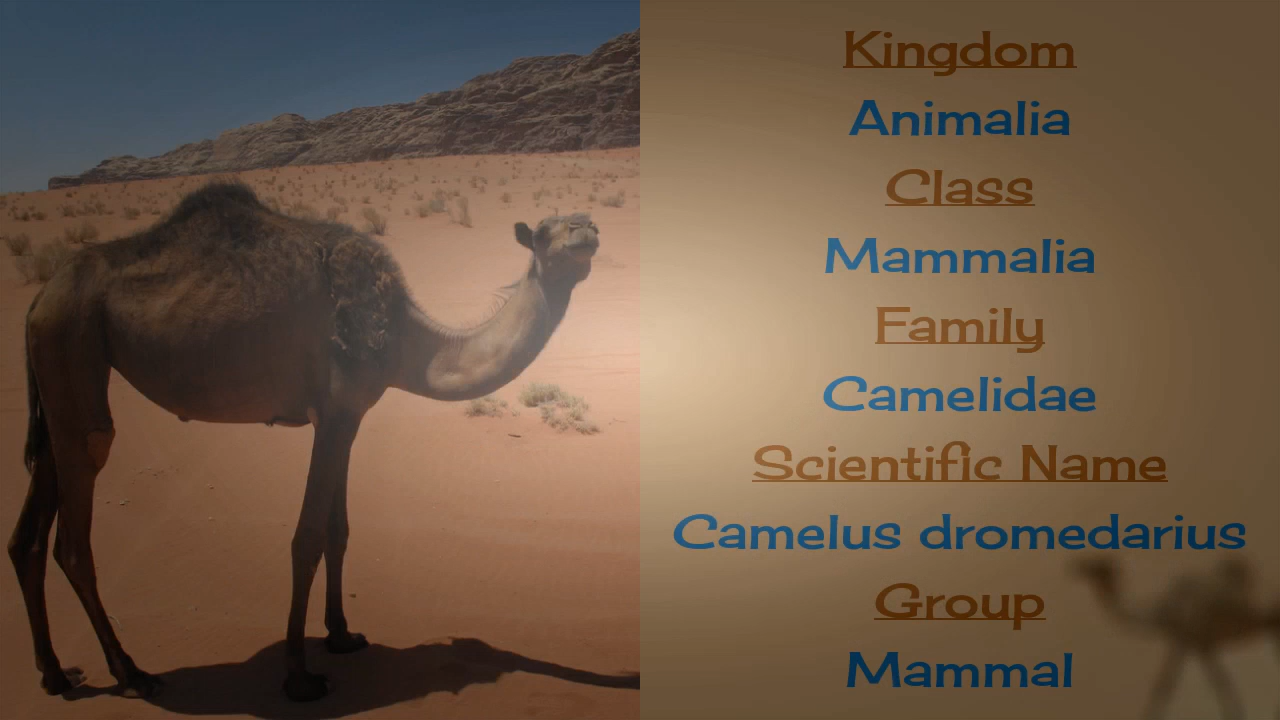 Kingdom
Animalia
Class
Mammalia
Family
Camelidae
Scientific Name
Camelus dromedarius
Group
Mammal